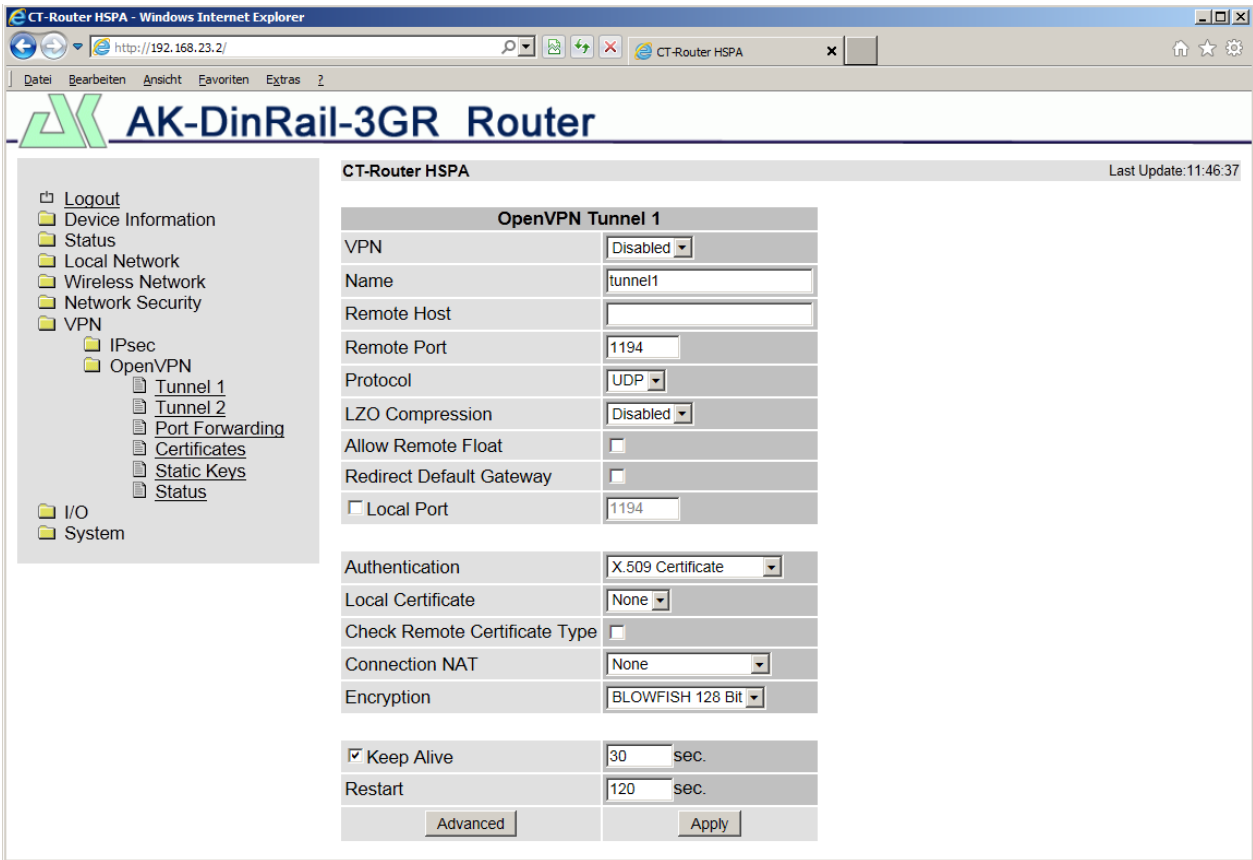 CT-Router HSPA - Windows Internet Explorer
http://192.168.23.2/
CT-Router HSPA
Datei Bearbeiten Ansicht Favoriten Extras ?
AK-DinRail-3GR Router
CT-Router HSPA
Last Update:11:46:37
Logout
Device Information
Status
Local Network
Wireless Network
Network Security
VPN
IPsec
OpenVPN
Tunnel 1
Tunnel 2
Port Forwarding
Certificates
Static Keys
Status
I/O
System
OpenVPN Tunnel 1
VPN Disabled
Name tunnel1
Remote Host
Remote Port 1194
Protocol UDP
LZO Compression Disabled
Allow Remote Float
Redirect Default Gateway
Local Port 1194
Authentication X.509 Certificate
Local Certificate None
Check Remote Certificate Type
Connection NAT None
Encryption BLOWFISH 128 Bit
Keep Alive 30 sec.
Restart 120 sec.
Advanced Apply